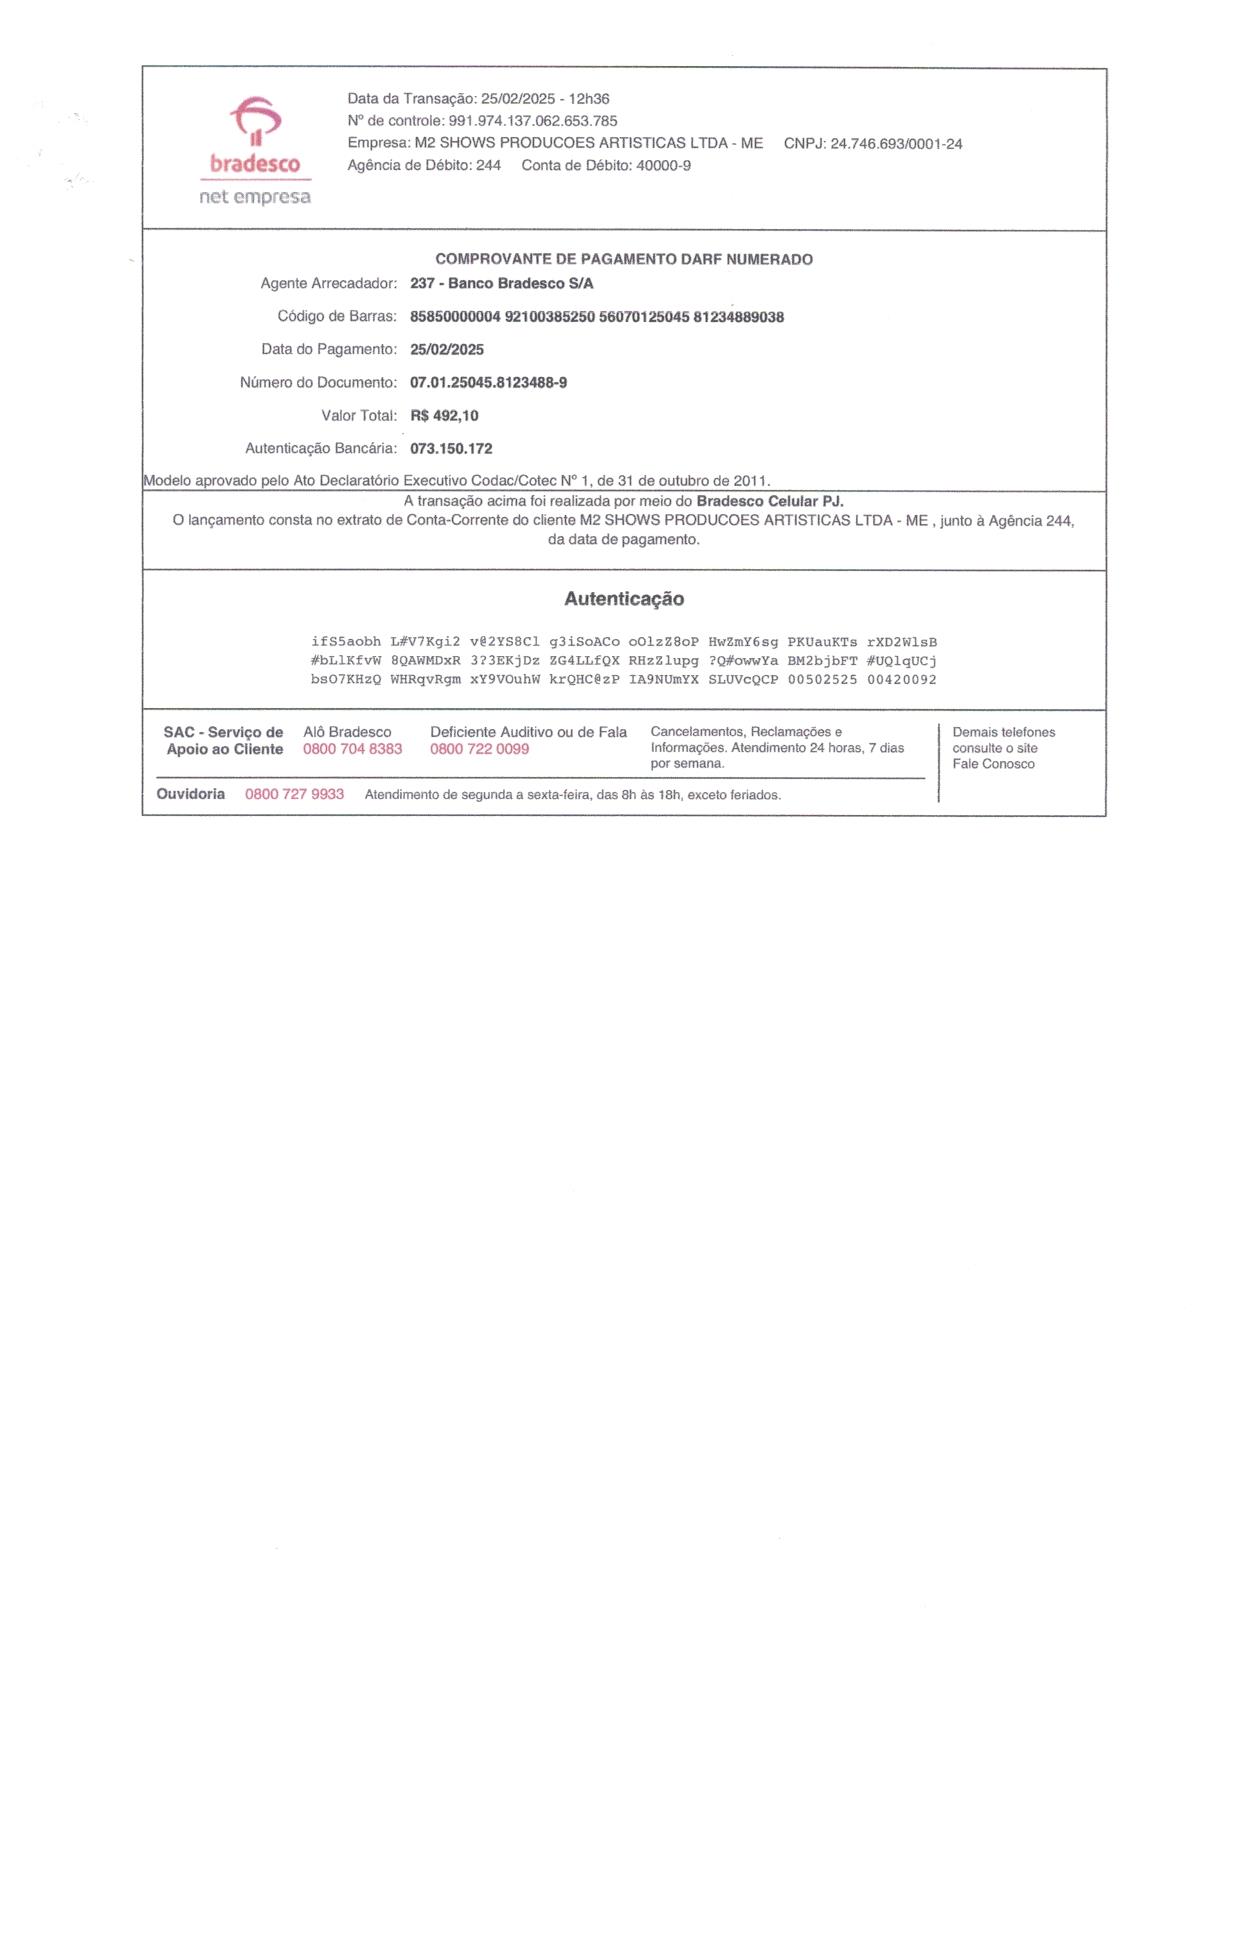 bradesco
net empresa
Data da Transação: 25/02/2025 - 12h36
Nº de controle: 991.974.137.062.653.785
Empresa: M2 SHOWS PRODUCOES ARTISTICAS LTDA - ME CNPJ: 24.746.693/0001-24
Agência de Débito: 244 Conta de Débito: 40000-9
COMPROVANTE DE PAGAMENTO DARF NUMERADO
Agente Arrecadador: 237 - Banco Bradesco S/A
Código de Barras: 85850000004 92100385250 56070125045 81234889038
Data do Pagamento: 25/02/2025
Número do Documento: 07.01.25045.8123488-9
Valor Total: R$ 492,10
Autenticação Bancária: 073.150.172
Modelo aprovado pelo Ato Declaratório Executivo Codac/Cotec Nº 1, de 31 de outubro de 2011.
A transação acima foi realizada por meio do Bradesco Celular PJ.
O lançamento consta no extrato de Conta-Corrente do cliente M2 SHOWS PRODUCOES ARTISTICAS LTDA - ME , junto à Agência 244,
da data de pagamento.
Autenticação
ifS5aobh L#V7Kgi2 v@2YS8Cl g3iSoACo oOlzZ8oP HwZmY6sg PKUauKTs rXD2WlsB
#bLlKfvW 8QAWMDxR 3?3EKjDz ZG4LLfQX RHzZlupg ?Q#owwYa BM2bjbFT #UQlqUCj
bsO7KHzQ WHRqvRgm xY9VOuhW krQHC@zP IA9NUmYX SLUVcQCP 00502525 00420092
SAC - Serviço de
Apoio ao Cliente
Alô Bradesco
0800 704 8383
Deficiente Auditivo ou de Fala
0800 722 0099
Cancelamentos, Reclamações e
Informações. Atendimento 24 horas, 7 dias
por semana.
Demais telefones
consulte o site
Fale Conosco
Ouvidoria 0800 727 9933 Atendimento de segunda a sexta-feira, das 8h às 18h, exceto feriados.